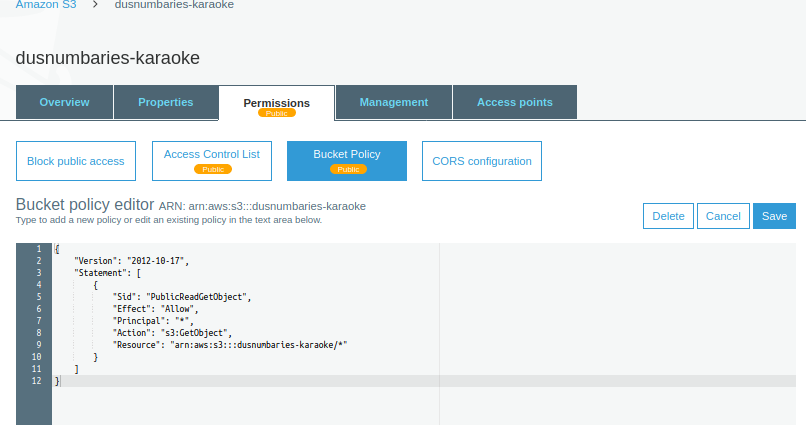 Amazon S3 > dusnumbaries-karaoke
dusnumbaries-karaoke
Overview Properties Permissions Management Access points
Public
Block public access Access Control List Bucket Policy CORS configuration
Public Public
Bucket policy editor ARN: arn:aws:s3:::dusnumbaries-karaoke
Type to add a new policy or edit an existing policy in the text area below.
Delete Cancel Save
1 {
2 "Version": "2012-10-17",
3 "Statement": [
4 {
5 "Sid": "PublicReadGetObject",
6 "Effect": "Allow",
7 "Principal": "*",
8 "Action": "s3:GetObject",
9 "Resource": "arn:aws:s3:::dusnumbaries-karaoke/*"
10 }
11 ]
12 }